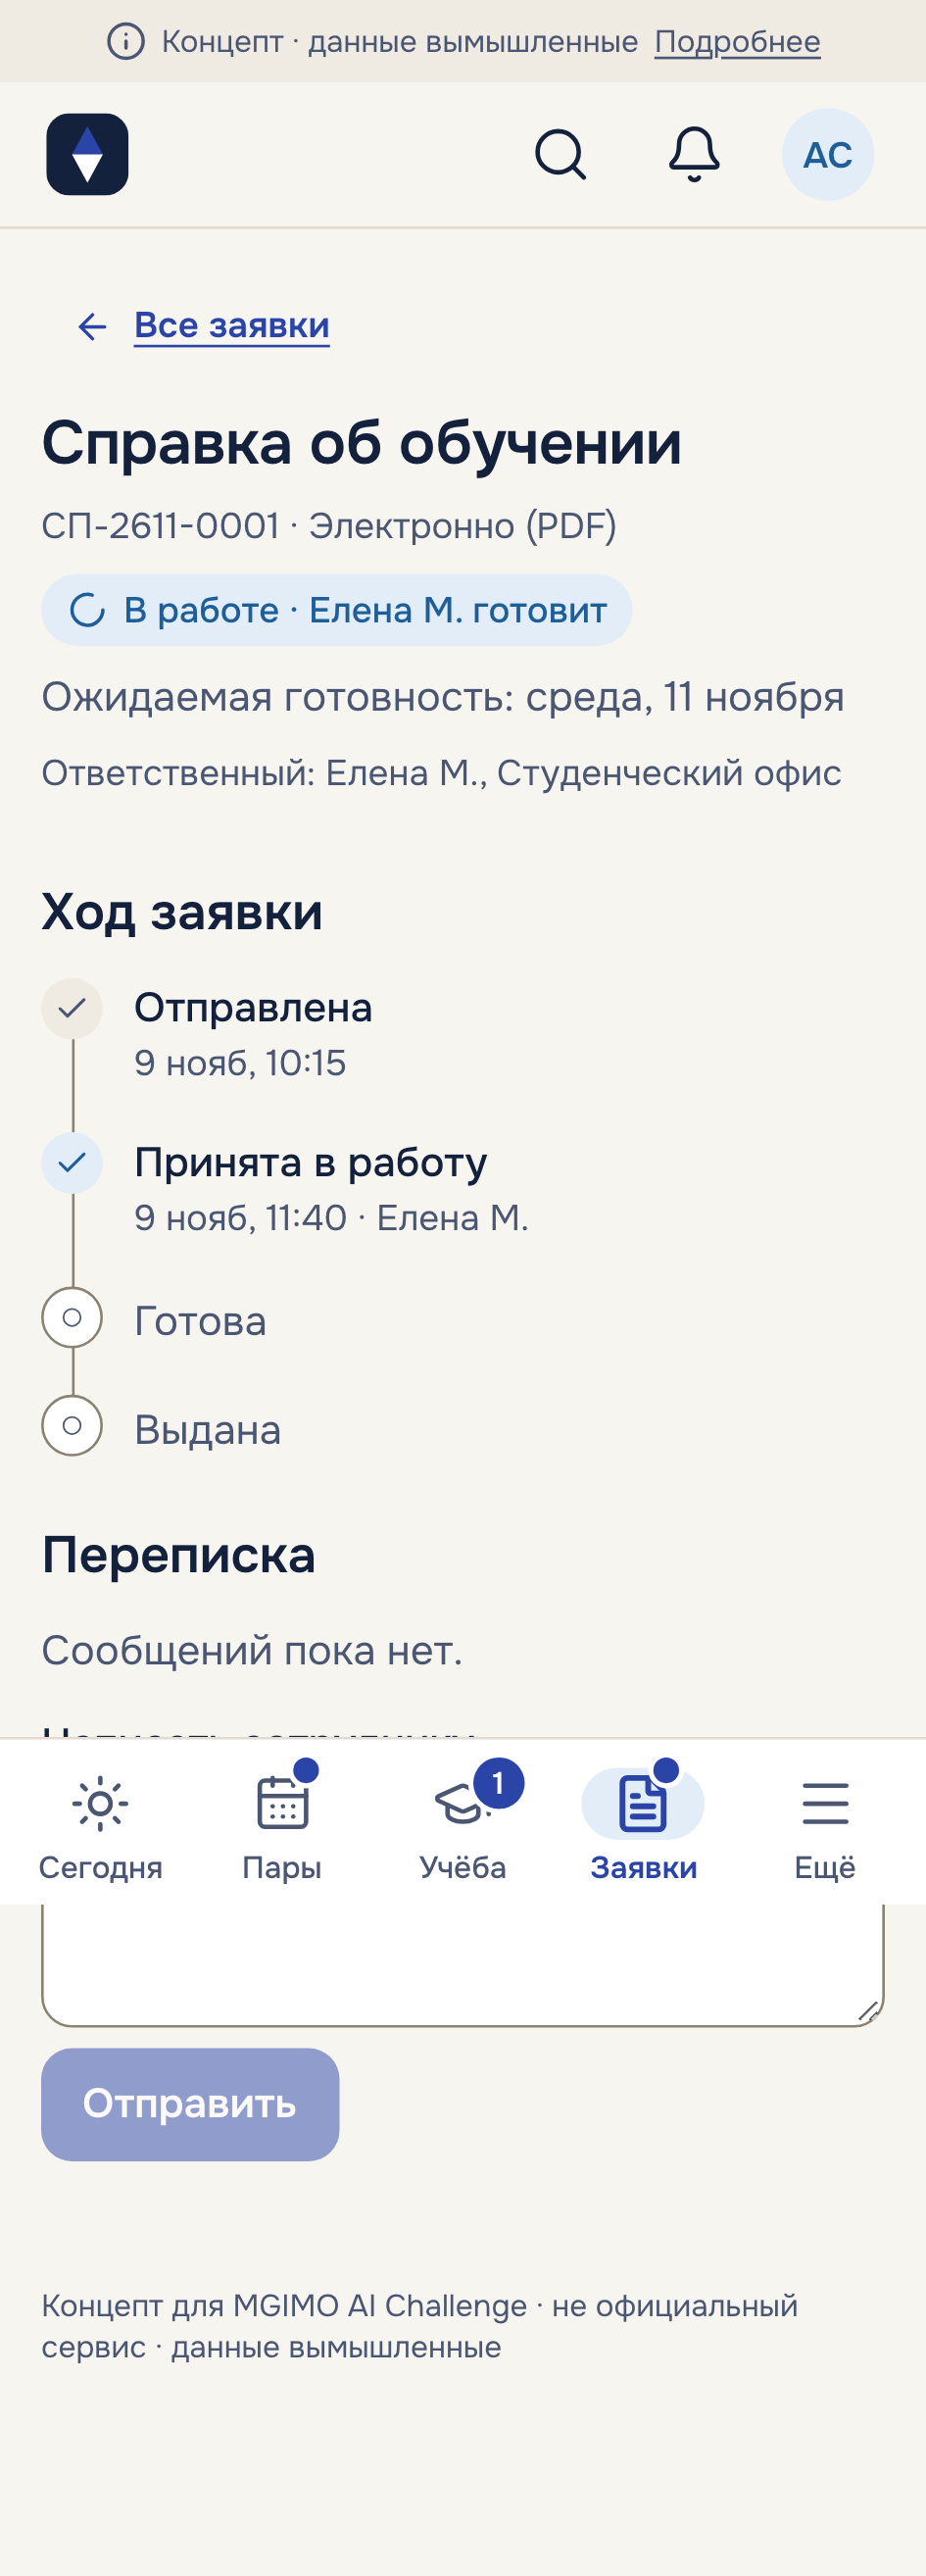 Концепт · данные вымышленные Подробнее
АС
Все заявки
Справка об обучении
СП-2611-0001 · Электронно (PDF)
В работе · Елена М. готовит
Ожидаемая готовность: среда, 11 ноября
Ответственный: Елена М., Студенческий офис
Ход заявки
Отправлена
9 нояб, 10:15
Принята в работу
9 нояб, 11:40 · Елена М.
Готова
Выдана
Переписка
Сообщений пока нет.
1
Сегодня Пары Учёба Заявки Ещё
Отправить
Концепт для MGIMO AI Challenge · не официальный
сервис · данные вымышленные